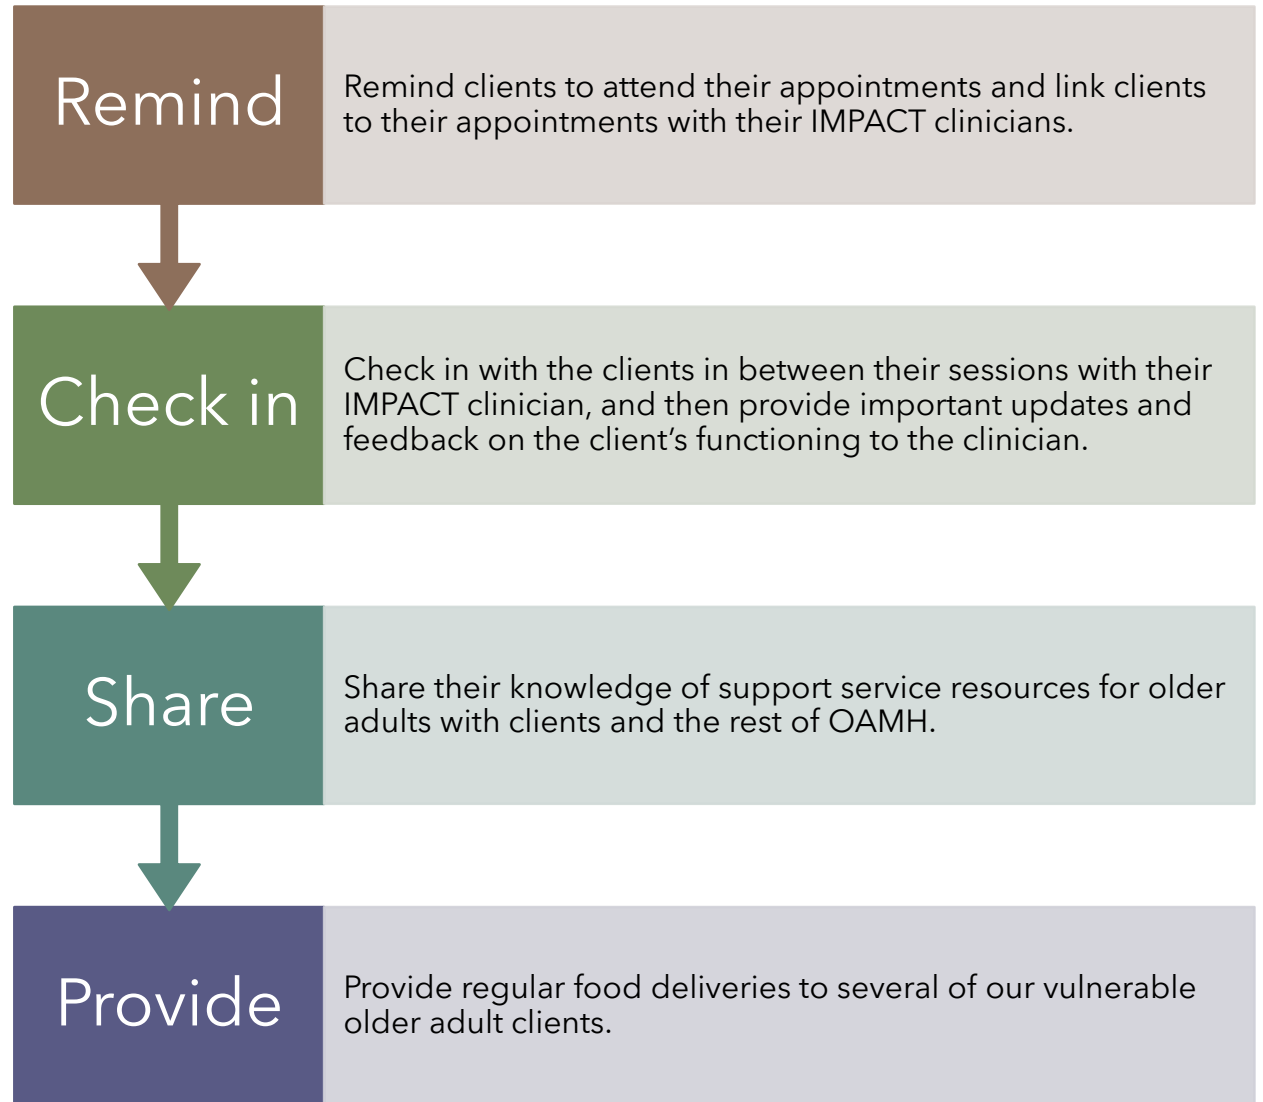 Remind
Remind clients to attend their appointments and link clients
to their appointments with their IMPACT clinicians.
Check in
Check in with the clients in between their sessions with their
IMPACT clinician, and then provide important updates and
feedback on the client’s functioning to the clinician.
Share
Share their knowledge of support service resources for older
adults with clients and the rest of OAMH.
Provide
Provide regular food deliveries to several of our vulnerable
older adult clients.